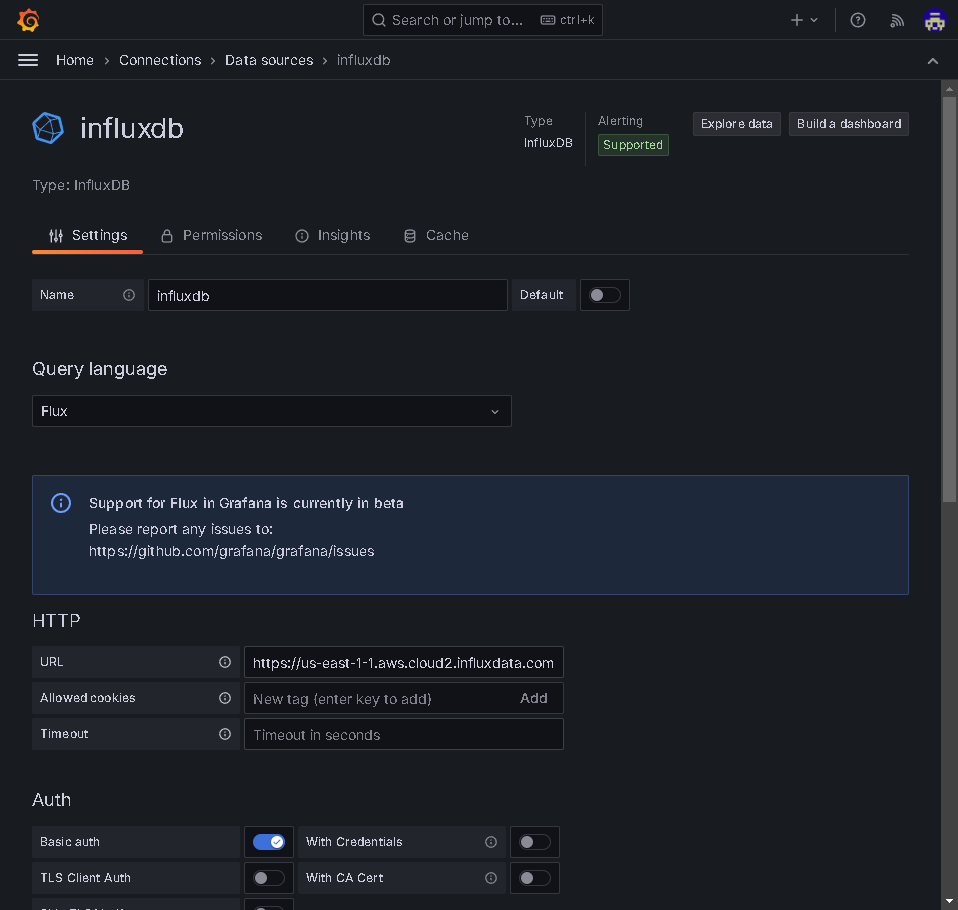 Search or jump to... ctrl+k
Home › Connections › Data sources › influxdb
influxdb
Type
InfluxDB
Alerting
Supported
Explore data
Build a dashboard
Type: InfluxDB
Settings Permissions Insights Cache
Name influxdb Default
Query language
Flux
Support for Flux in Grafana is currently in beta
Please report any issues to:
https://github.com/grafana/grafana/issues
HTTP
URL https://us-east-1-1.aws.cloud2.influxdata.com
Allowed cookies New tag (enter key to add) Add
Timeout Timeout in seconds
Auth
Basic auth With Credentials
TLS Client Auth With CA Cert